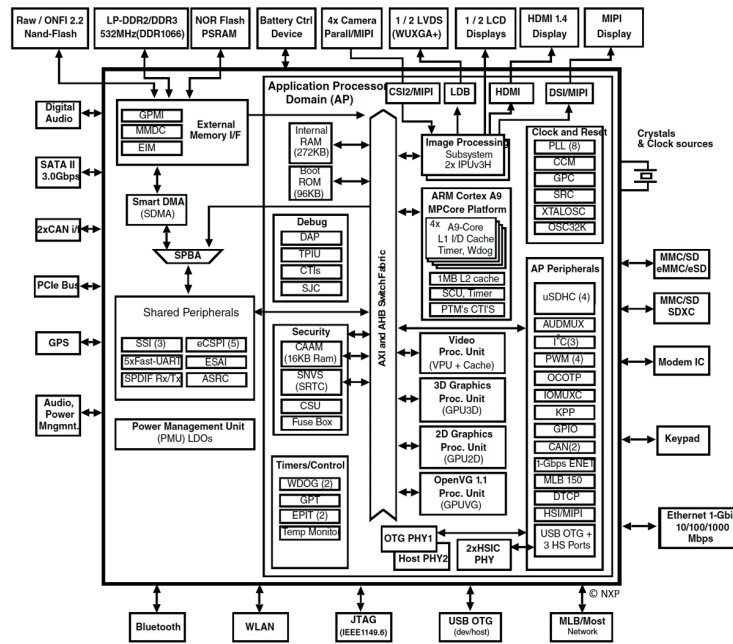 Raw / ONFI 2.2
Nand-Flash
LP-DDR2/DDR3
532MHz(DDR1066)
NOR Flash
PSRAM
Battery Ctrl
Device
4x Camera
Parall/MIPI
1 / 2 LVDS
(WUXGA+)
1 / 2 LCD
Displays
HDMI 1.4
Display
MIPI
Display
Digital
Audio
SATA II
3.0Gbps
2xCAN i/f
PCIe Bus
GPS
Audio,
Power
Mngmnt.
GPMI
MMDC
EIM
External
Memory I/F
Smart DMA
(SDMA)
SPBA
Shared Peripherals
SSI (3)
eCSPI (5)
5xFast-UART
ESAI
SPDIF Rx/Tx
ASRC
Power Management
Unit (PMU) LDOs
Application Processor
Domain (AP)
Internal
RAM
(272KB)
Boot
ROM
(96KB)
Debug
DAP
TPIU
CTIs
SJC
Security
CAAM
(16KB Ram)
SNVS
(SRTC)
CSU
Fuse Box
Timers/Control
WDOG (2)
GPT
EPIT (2)
Temp Monitor
AXI and AHB Switch Fabric
CSI2/MIPI
LDB
HDMI
DSI/MIPI
Image Processing
Subsystem
2x IPUv3H
ARM Cortex A9
MPCore Platform
4x
A9-Core
L1 I/D Cache
Timer, Wdog
1MB L2 cache
SCU, Timer
PTM's CTI'S
Video
Proc. Unit
(VPU + Cache)
3D Graphics
Proc. Unit
(GPU3D)
2D Graphics
Proc. Unit
(GPU2D)
OpenVG 1.1
Proc. Unit
(GPUVG)
OTG PHY1
Host PHY2
2xHSIC
PHY
Clock and Reset
PLL (8)
CCM
GPC
SRC
XTALOSC
OSC32K
AP Peripherals
uSDHC (4)
AUDMUX
I²C(3)
PWM (4)
OCOTP
IOMUXC
KPP
GPIO
CAN(2)
1-Gbps ENET
MLB 150
DTCP
HSI/MIPI
USB OTG +
3 HS Ports
Crystals
& Clock sources
MMC/SD
eMMC/eSD
MMC/SD
SDXC
Modem IC
Keypad
Ethernet 1-Gbi
10/100/1000
Mbps
© NXP
Bluetooth
WLAN
JTAG
(IEEE1149.6)
USB OTG
(dev/host)
MLB/Most
Network